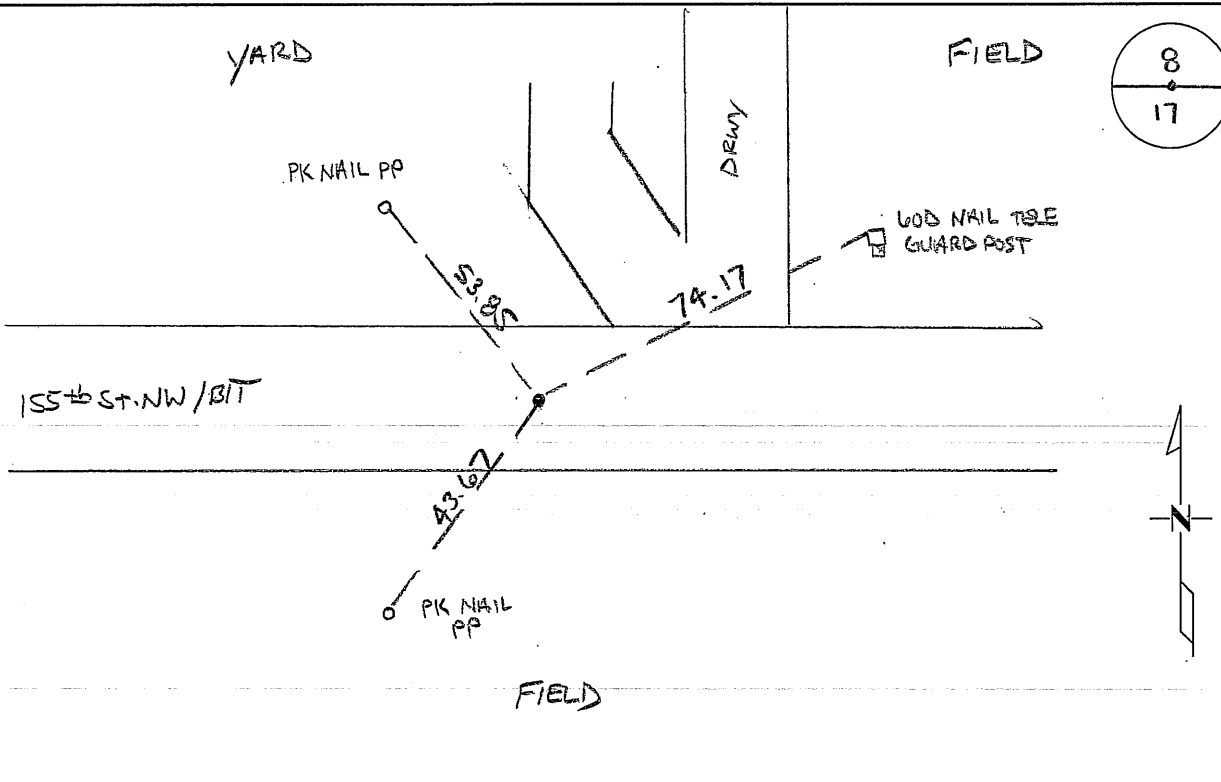 YARD
FIELD
8
17
DRWY
PK NAIL PP
60D NAIL TELE
GUARD POST
53.85
74.17
155th St. NW / BIT
43.67
N
PK NAIL
PP
FIELD